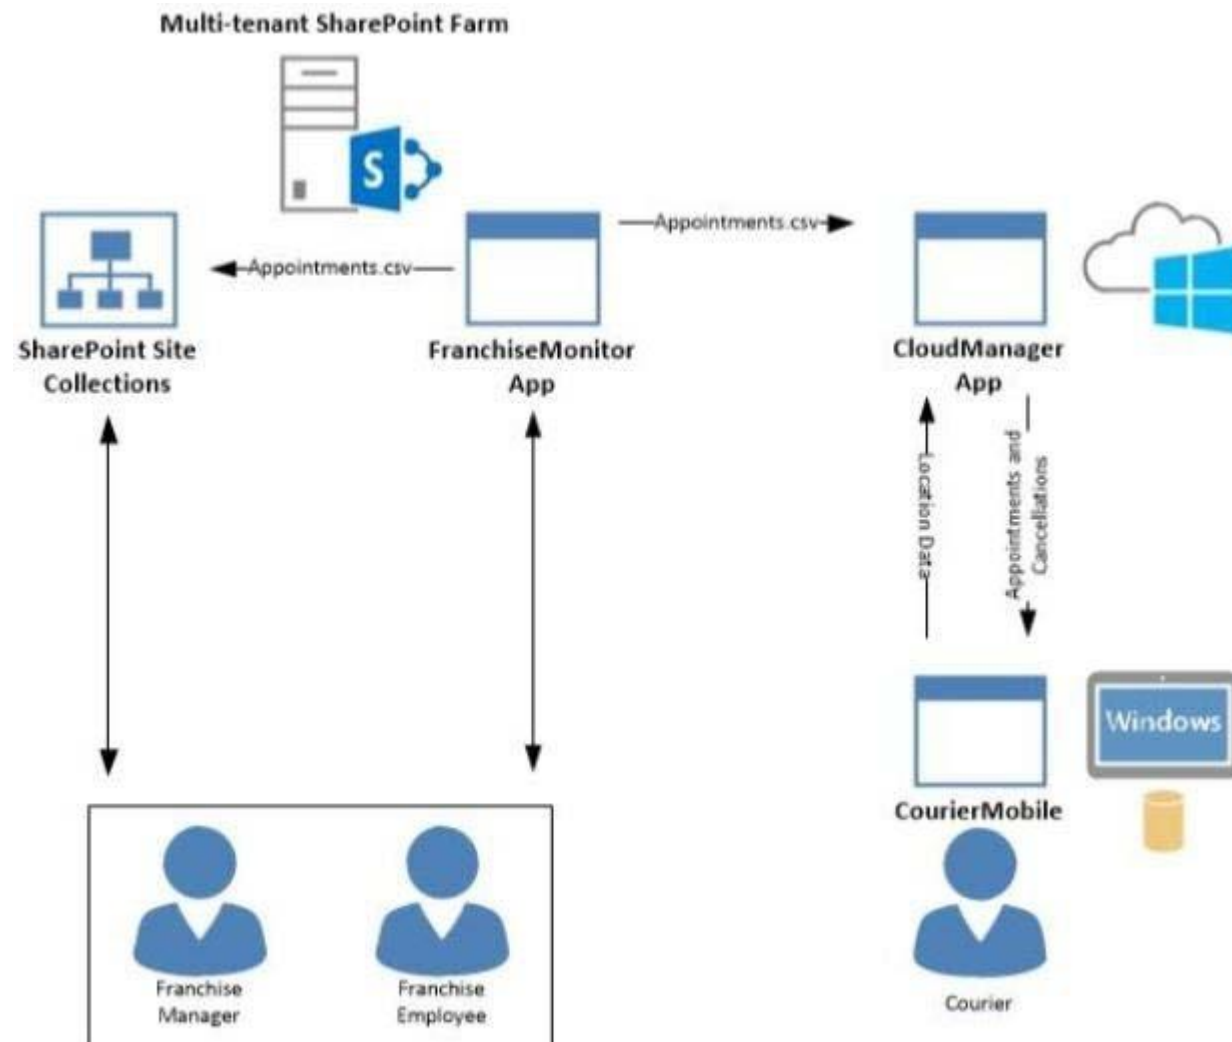 Multi-tenant SharePoint Farm
S
Appointments.csv
Appointments.csv
SharePoint Site
Collections
FranchiseMonitor
App
CloudManager
App
Location Data
Appointments and
Cancellations
Windows
CourierMobile
Franchise
Manager
Franchise
Employee
Courier